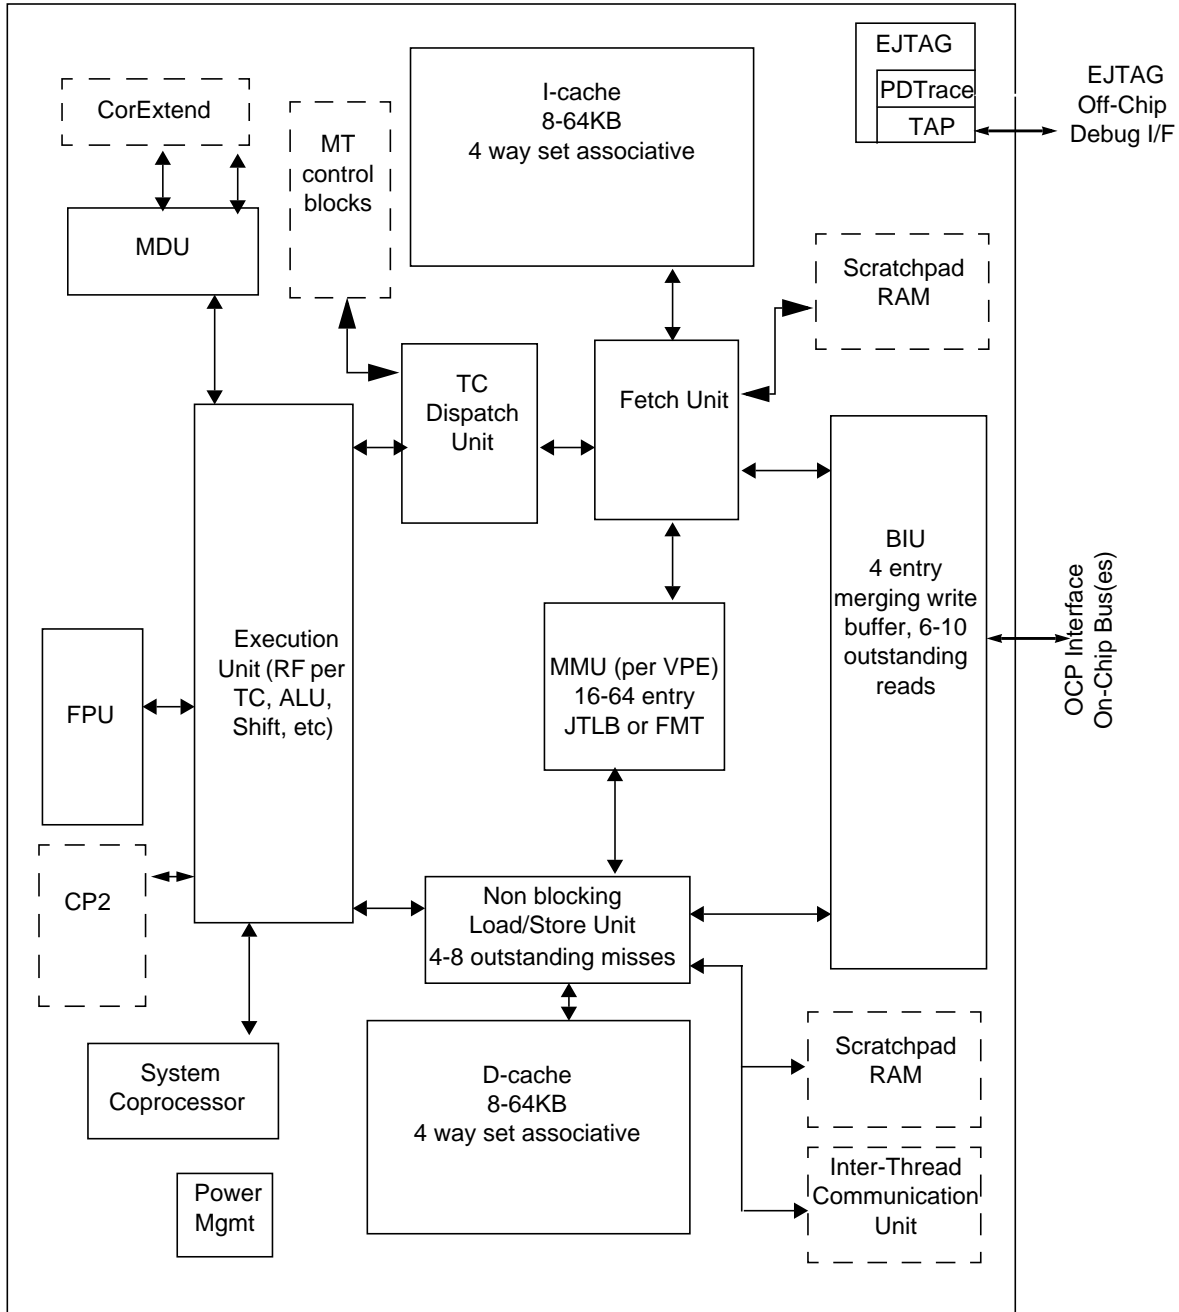 EJTAG
PDTrace
TAP
EJTAG
Off-Chip
Debug I/F
CorExtend
MT
control
blocks
I-cache
8-64KB
4 way set associative
MDU
Scratchpad
RAM
TC
Dispatch
Unit
Fetch Unit
BIU
4 entry
merging write
buffer, 6-10
outstanding
reads
OCP Interface
On-Chip Bus(es)
Execution
Unit (RF per
TC, ALU,
Shift, etc)
MMU (per VPE)
16-64 entry
JTLB or FMT
FPU
CP2
Non blocking
Load/Store Unit
4-8 outstanding misses
System
Coprocessor
D-cache
8-64KB
4 way set associative
Scratchpad
RAM
Inter-Thread
Communication
Unit
Power
Mgmt